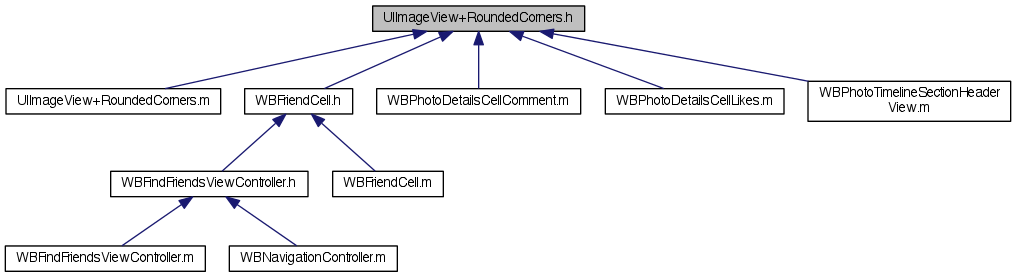 UIImageView+RoundedCorners.h
UIImageView+RoundedCorners.m
WBFriendCell.h
WBPhotoDetailsCellComment.m
WBPhotoDetailsCellLikes.m
WBPhotoTimelineSectionHeader
View.m
WBFindFriendsViewController.h
WBFriendCell.m
WBFindFriendsViewController.m
WBNavigationController.m